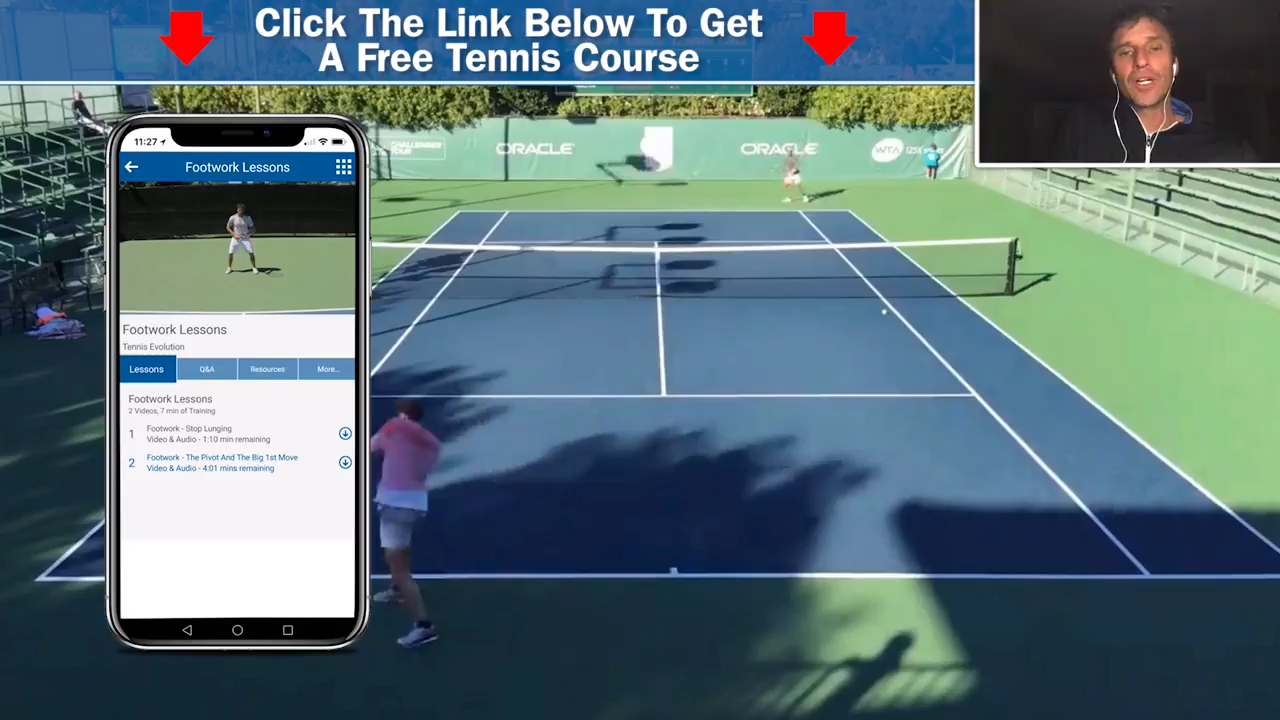 Click The Link Below To Get
A Free Tennis Course
11:27
Footwork Lessons
Footwork Lessons
Tennis Evolution
Lessons
Q&A
Resources
More...
Footwork Lessons
2 Videos, 7 min of Training
1
Footwork - Stop Lunging
Video & Audio - 1:10 min remaining
2
Footwork - The Pivot And The Big 1st Move
Video & Audio - 4:01 mins remaining
CHALLENGER
TOUR
ORACLE
ORACLE
WTA